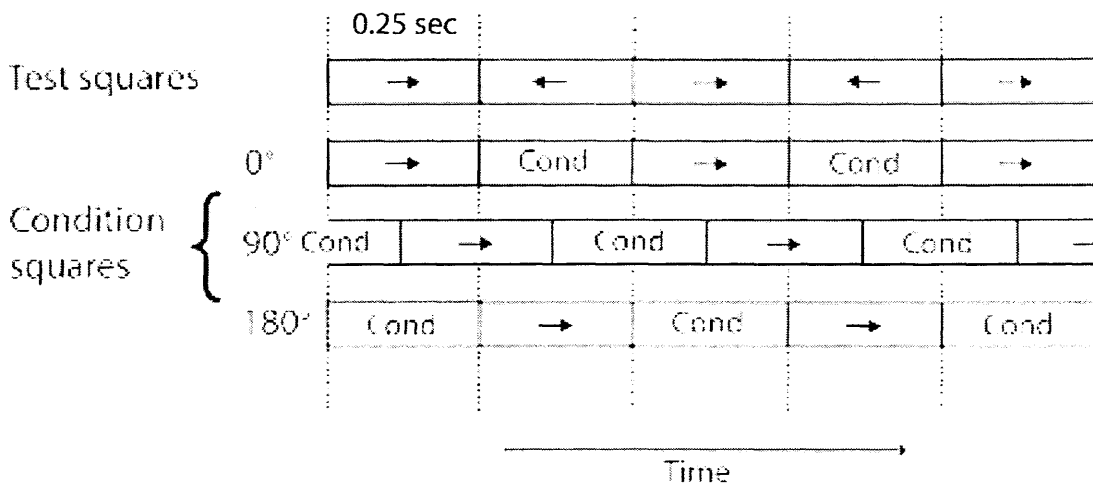 0.25 sec
Test squares
0°
Cond
Cond
Condition
squares
90° Cond
Cond
Cond
180°
Cond
Cond
Cond
Time